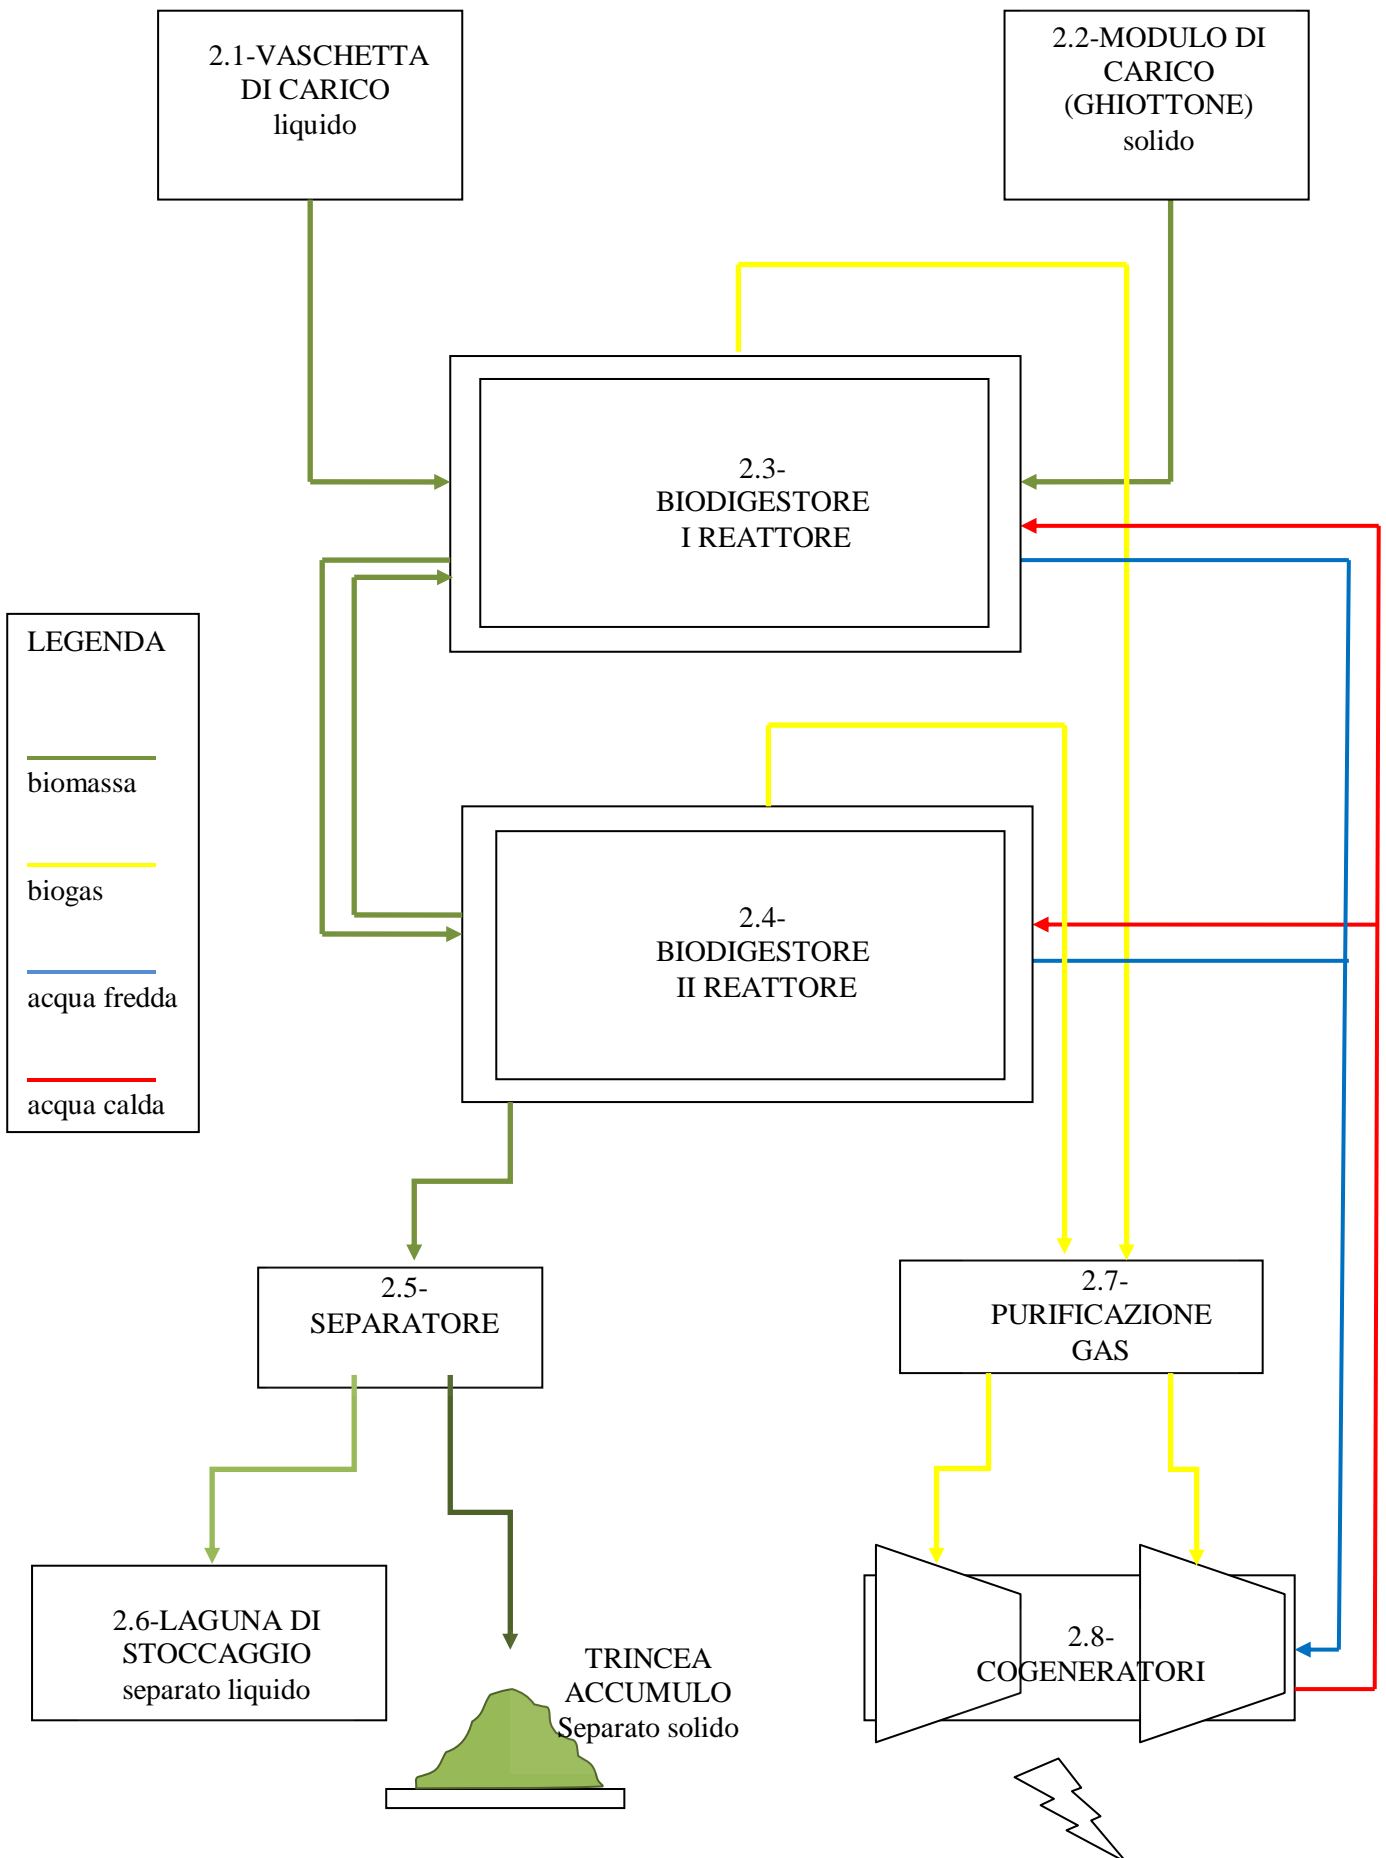 2.1-VASCHETTA
DI CARICO
liquido
2.2-MODULO DI
CARICO
(GHIOTTONE)
solido
2.3-
BIODIGESTORE
I REATTORE
LEGENDA
biomassa
biogas
acqua fredda
acqua calda
2.4-
BIODIGESTORE
II REATTORE
2.5-
SEPARATORE
2.7-
PURIFICAZIONE
GAS
2.6-LAGUNA DI
STOCCAGGIO
separato liquido
TRINCEA
ACCUMULO
Separato solido
2.8-
COGENERATORI